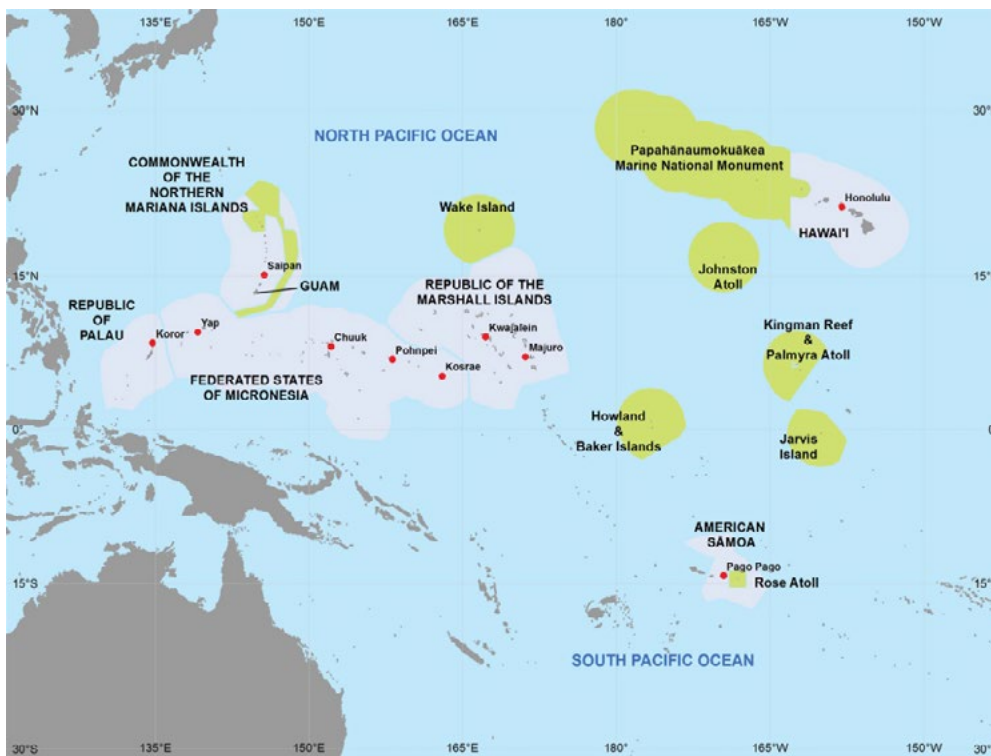 135°E 150°E 165°E 180° 165°W 150°W
30°N 30°
NORTH PACIFIC OCEAN
COMMONWEALTH
OF THE
NORTHERN
MARIANA ISLANDS
Papahānaumokuākea
Marine National Monument
Wake Island
Honolulu
HAWAI'I
15°N 15°
Saipan
GUAM
REPUBLIC OF THE
MARSHALL ISLANDS
Johnston
Atoll
REPUBLIC
OF
PALAU
Koror
Yap
Chuuk
Pohnpei
Kosrae
Kwajalein
Majuro
Kingman Reef
&
Palmyra Atoll
FEDERATED STATES
OF MICRONESIA
Howland
&
Baker Islands
0° 0
Jarvis
Island
AMERICAN
SĀMOA
Pago Pago
Rose Atoll
15°S 15°
SOUTH PACIFIC OCEAN
30°S 135°E 150°E 165°E 180° 165°W 150°W 30°